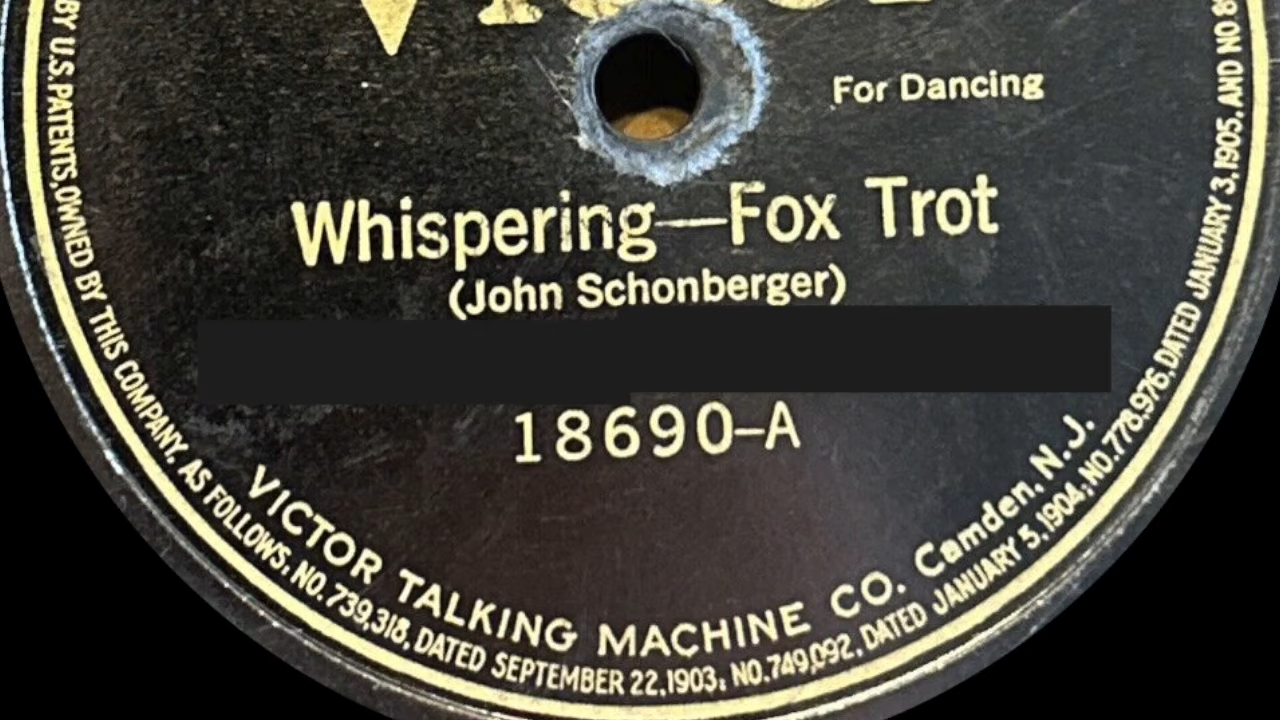 For Dancing
Whispering—Fox Trot
(John Schonberger)
18690-A
VICTOR TALKING MACHINE CO. Camden, N.J.
BY U.S. PATENTS, OWNED BY THIS COMPANY, AS FOLLOWS, NO. 739,318, DATED SEPTEMBER 22, 1903; NO. 749,092, DATED JANUARY 5, 1904; NO. 778,976, DATED JANUARY 3, 1905, AND NO.